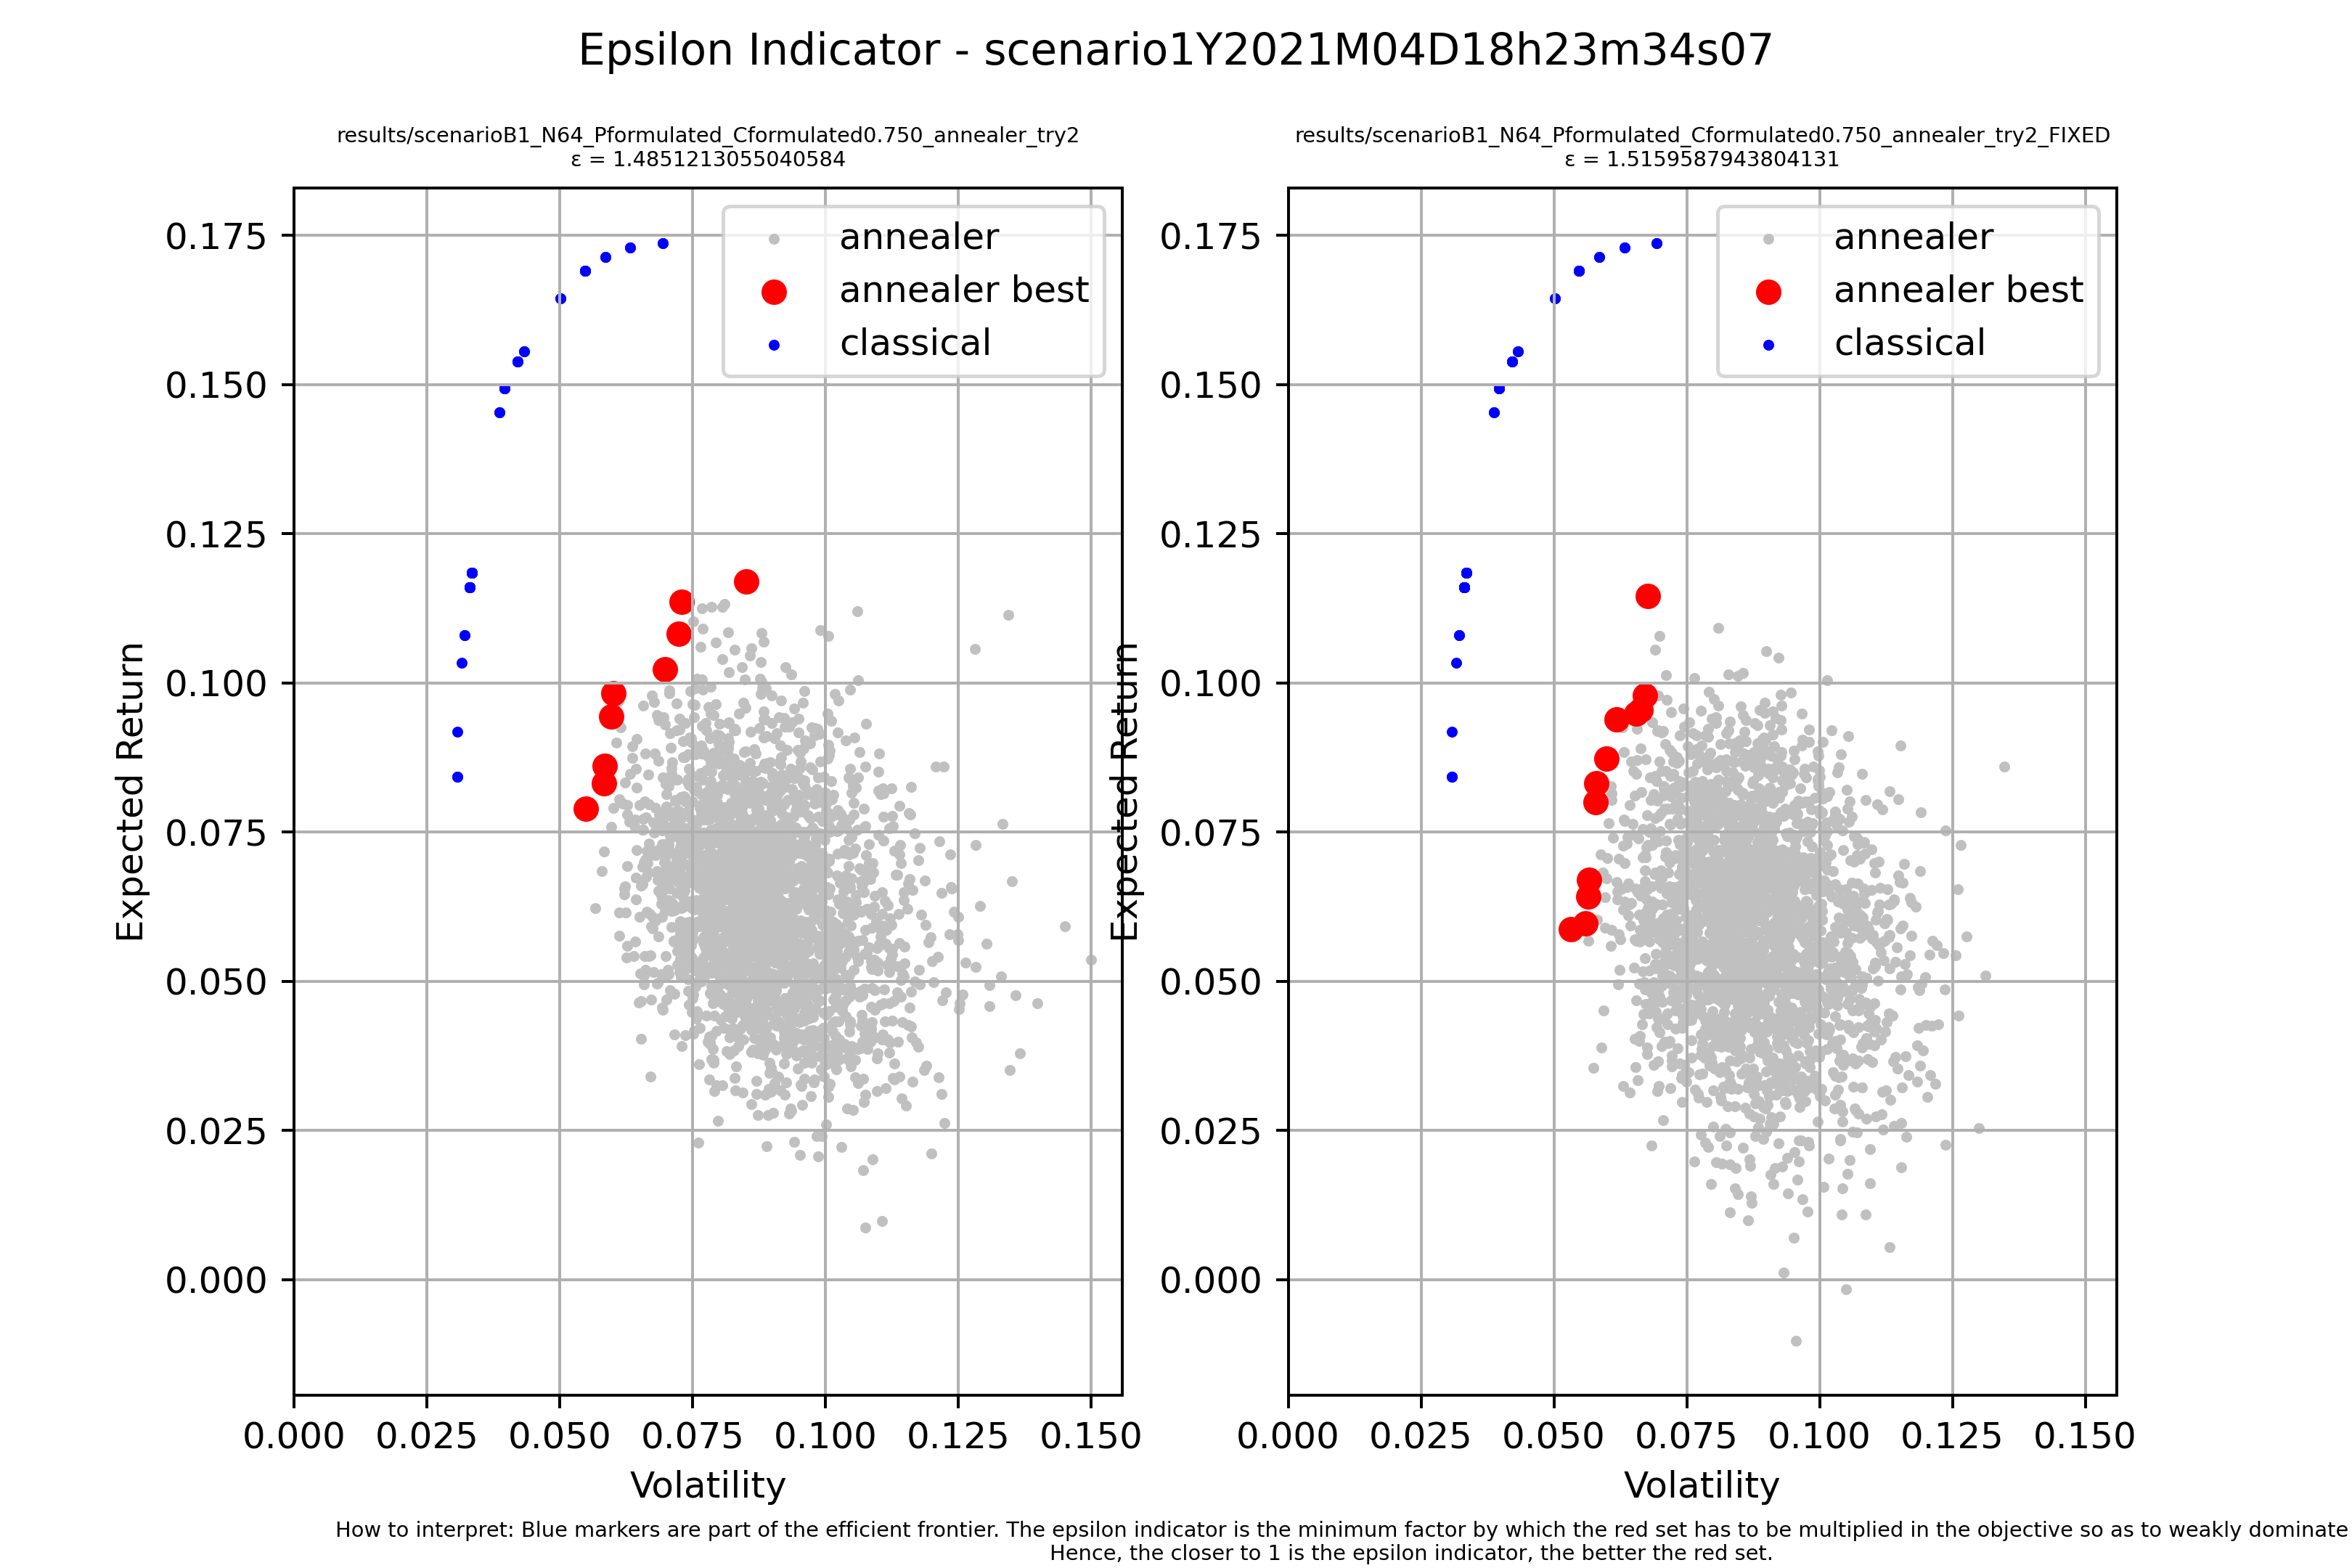 Epsilon Indicator - scenario1Y2021M04D18h23m34s07
results/scenarioB1_N64_Pformulated_Cformulated0.750_annealer_try2
ε = 1.4851213055040584
0.175
0.150
0.125
0.100
0.075
0.050
0.025
0.000
Expected Return
annealer
annealer best
classical
0.000 0.025 0.050 0.075 0.100 0.125 0.150
Volatility
results/scenarioB1_N64_Pformulated_Cformulated0.750_annealer_try2_FIXED
ε = 1.5159587943804131
0.175
0.150
0.125
0.100
0.075
0.050
0.025
0.000
Expected Return
annealer
annealer best
classical
0.000 0.025 0.050 0.075 0.100 0.125 0.150
Volatility
How to interpret: Blue markers are part of the efficient frontier. The epsilon indicator is the minimum factor by which the red set has to be multiplied in the objective so as to weakly dominate
Hence, the closer to 1 is the epsilon indicator, the better the red set.